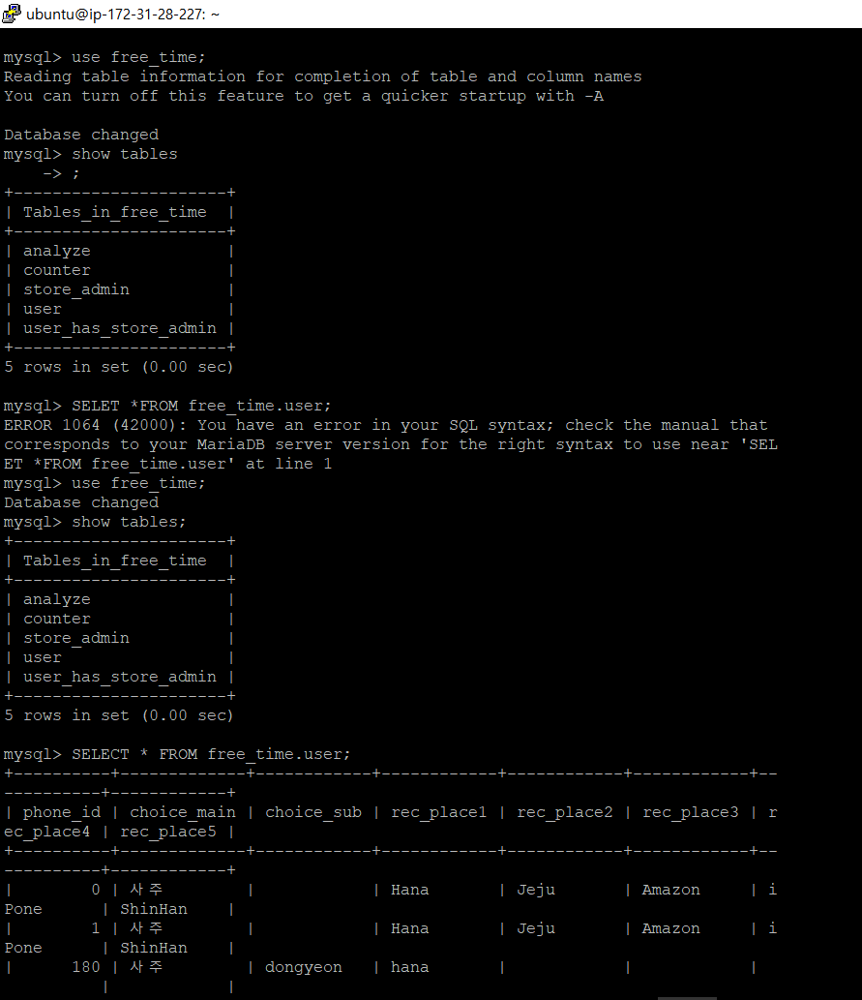 ubuntu@ip-172-31-28-227: ~
mysql> use free_time;
Reading table information for completion of table and column names
You can turn off this feature to get a quicker startup with -A
Database changed
mysql> show tables
    -> ;
+----------------------+
| Tables_in_free_time  |
+----------------------+
| analyze              |
| counter              |
| store_admin          |
| user                 |
| user_has_store_admin |
+----------------------+
5 rows in set (0.00 sec)
mysql> SELET *FROM free_time.user;
ERROR 1064 (42000): You have an error in your SQL syntax; check the manual that
corresponds to your MariaDB server version for the right syntax to use near 'SEL
ET *FROM free_time.user' at line 1
mysql> use free_time;
Database changed
mysql> show tables;
+----------------------+
| Tables_in_free_time  |
+----------------------+
| analyze              |
| counter              |
| store_admin          |
| user                 |
| user_has_store_admin |
+----------------------+
5 rows in set (0.00 sec)
mysql> SELECT * FROM free_time.user;
+----------+-------------+------------+------------+------------+------------+--
----------+------------+
| phone_id | choice_main | choice_sub | rec_place1 | rec_place2 | rec_place3 | r
ec_place4 | rec_place5 |
+----------+-------------+------------+------------+------------+------------+--
----------+------------+
|        0 | 사주        |            | Hana       | Jeju       | Amazon     | i
Pone      | ShinHan    |
|        1 | 사주        |            | Hana       | Jeju       | Amazon     | i
Pone      | ShinHan    |
|      180 | 사주        | dongyeon   | hana       |            |            |
          |            |